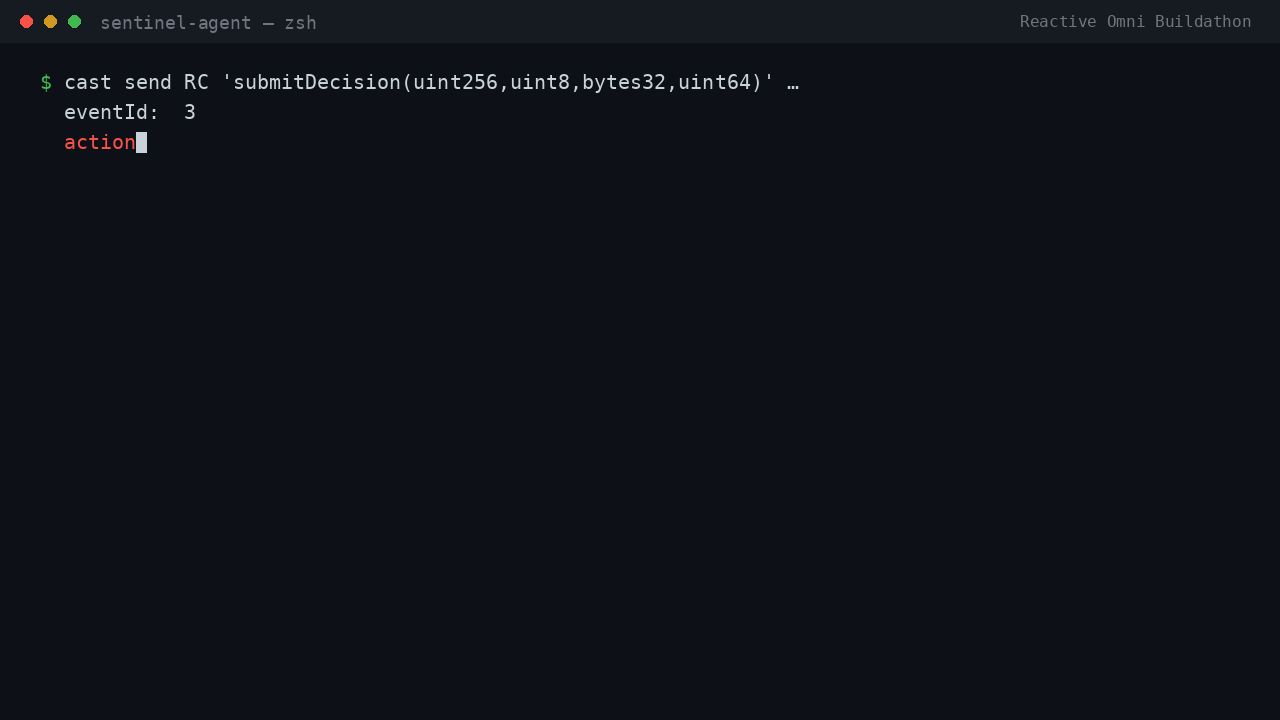 sentinel-agent — zsh
Reactive Omni Buildathon
$ cast send RC 'submitDecision(uint256,uint8,bytes32,uint64)' …
eventId:  3
action